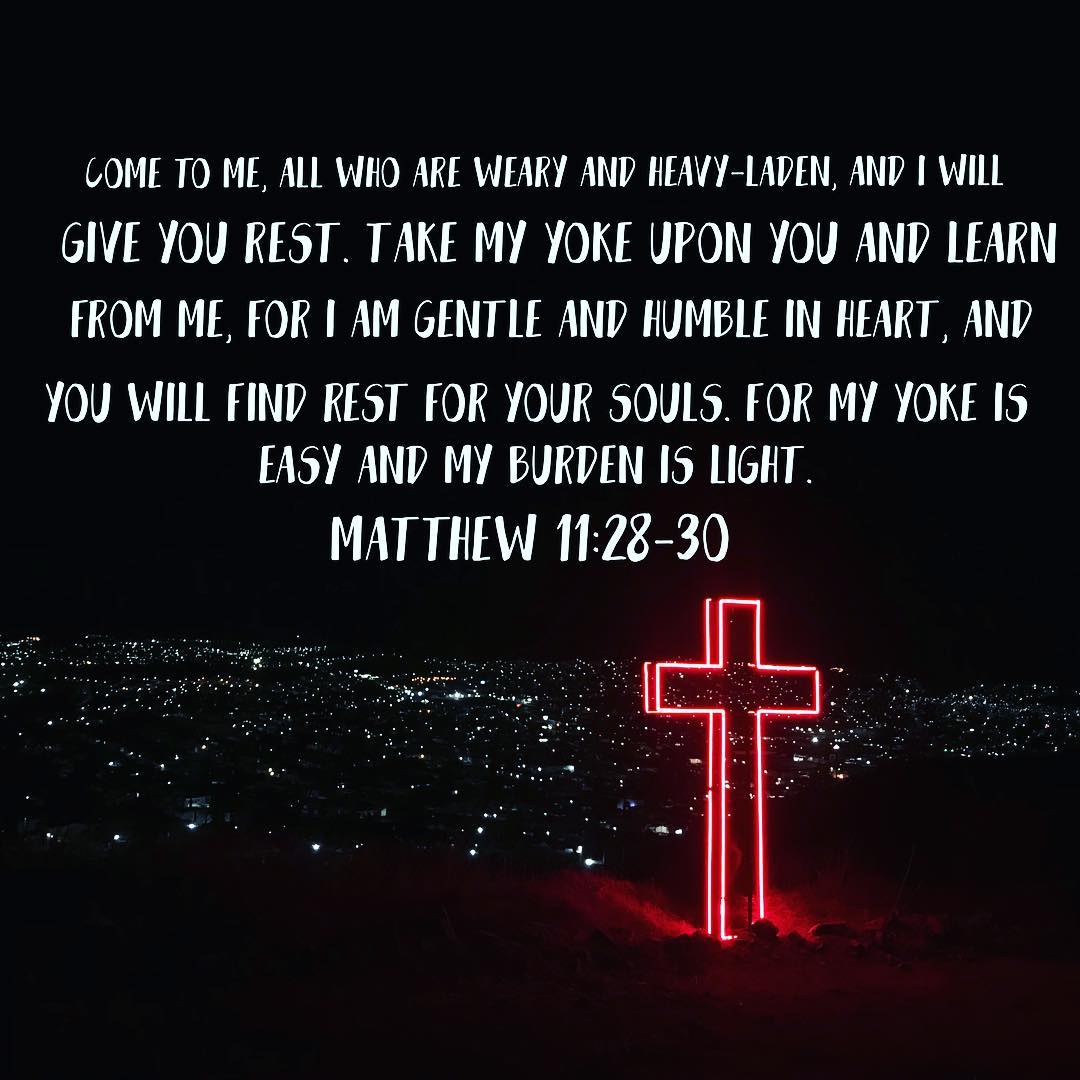 COME TO ME, ALL WHO ARE WEARY AND HEAVY-LADEN, AND I WILL
GIVE YOU REST. TAKE MY YOKE UPON YOU AND LEARN
FROM ME, FOR I AM GENTLE AND HUMBLE IN HEART, AND
YOU WILL FIND REST FOR YOUR SOULS. FOR MY YOKE IS
EASY AND MY BURDEN IS LIGHT.
MATTHEW 11:28-30